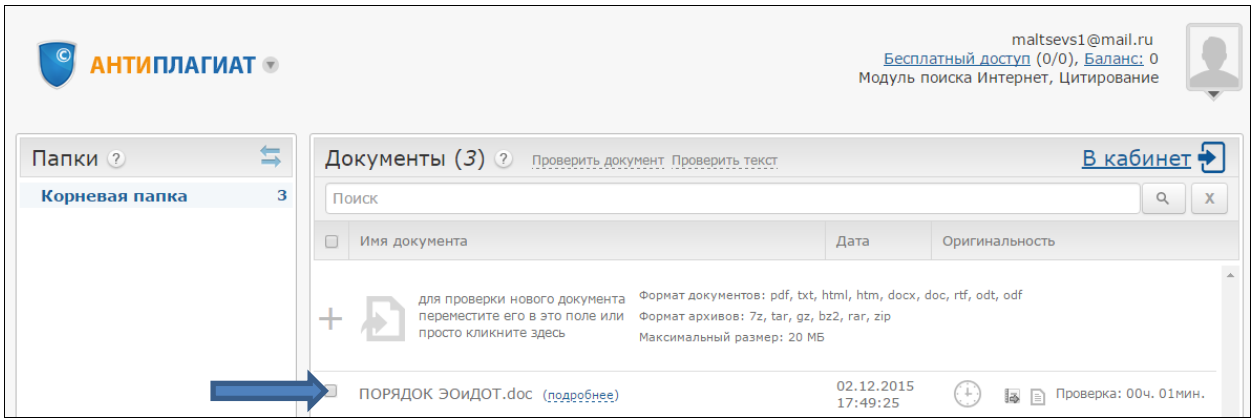 maltsevs1@mail.ru
© АНТИПЛАГИАТ
Бесплатный доступ (0/0), Баланс: 0
Модуль поиска Интернет, Цитирование
Папки ?
Документы (3) ? Проверить документ Проверить текст
В кабинет
Корневая папка 3
Поиск
X
Имя документа Дата Оригинальность
для проверки нового документа
переместите его в это поле или
просто кликните здесь
Формат документов: pdf, txt, html, htm, docx, doc, rtf, odt, odf
Формат архивов: 7z, tar, gz, bz2, rar, zip
Максимальный размер: 20 МБ
ПОРЯДОК ЭОиДОТ.doc (подробнее)
02.12.2015
17:49:25
Проверка: 00ч. 01мин.